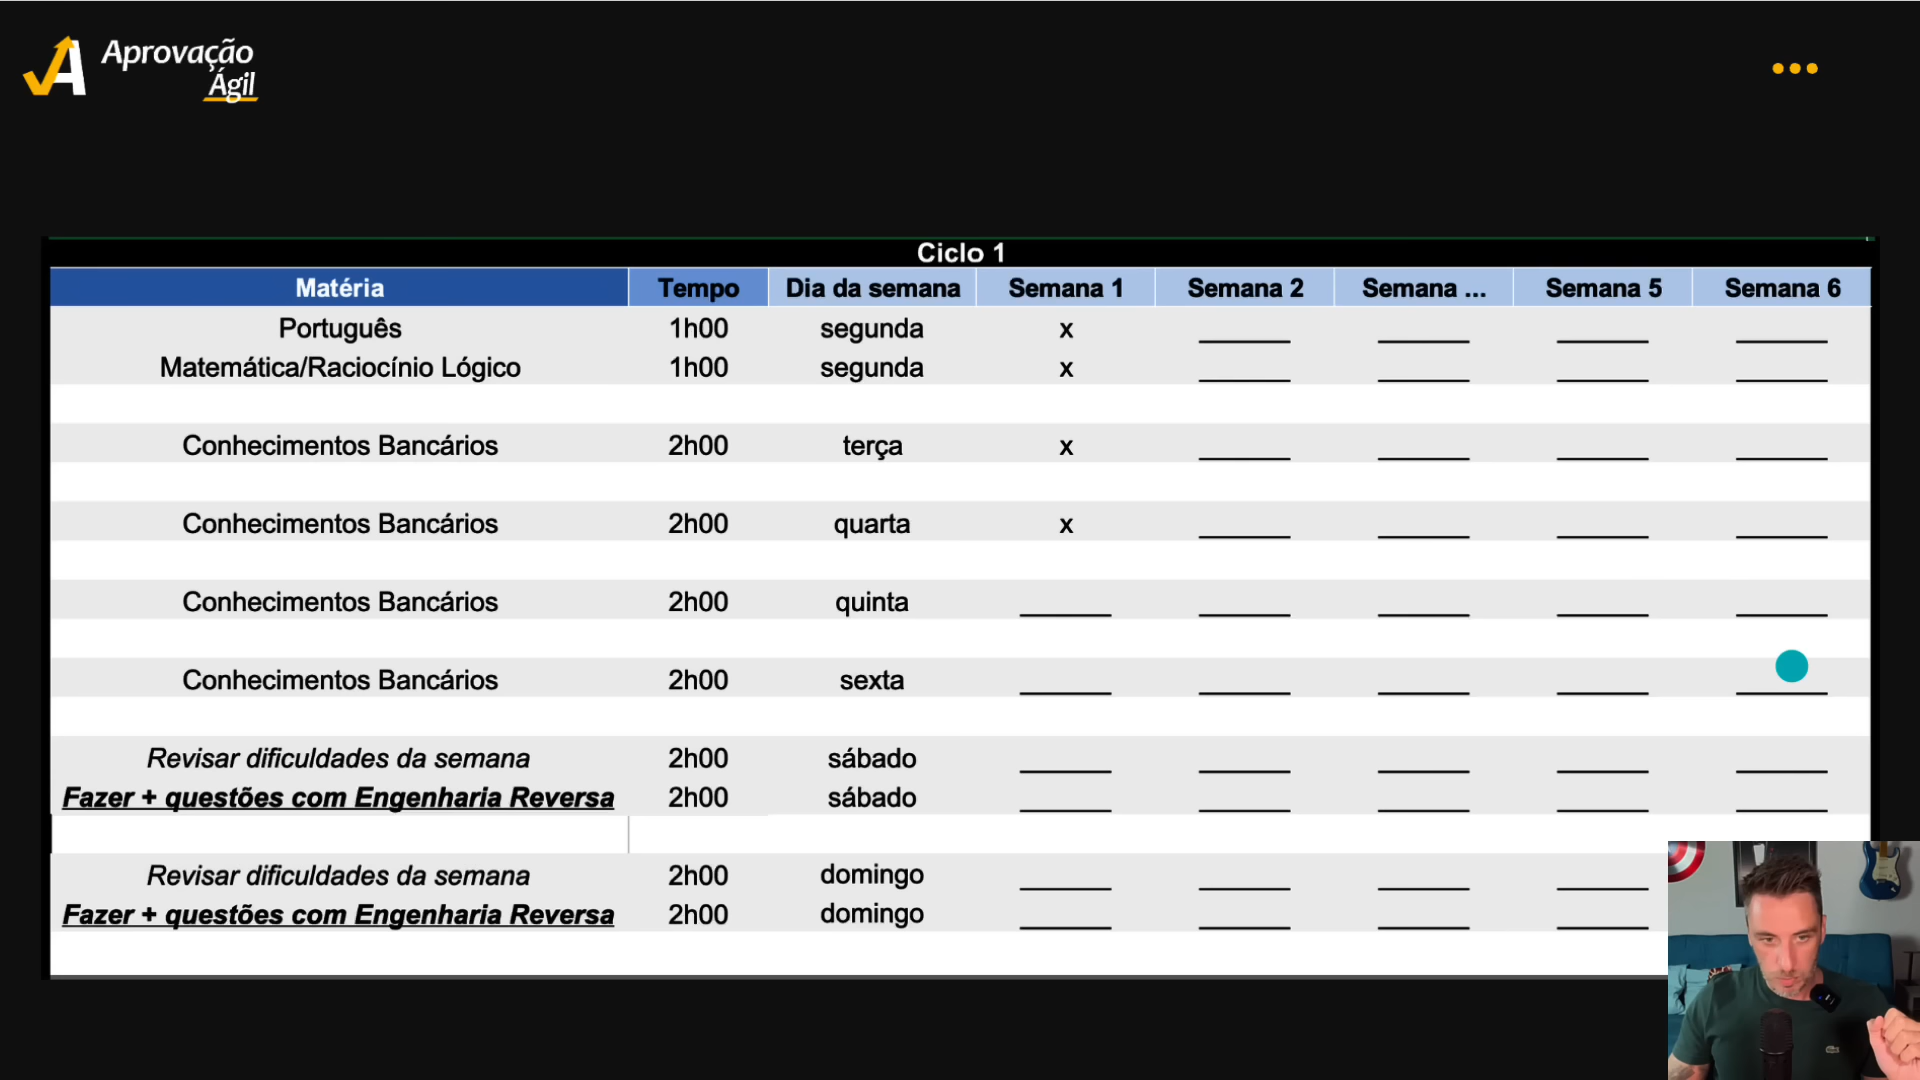 Aprovação
Ágil
Ciclo 1
Matéria Tempo Dia da semana Semana 1 Semana 2 Semana ... Semana 5 Semana 6
Português 1h00 segunda x
Matemática/Raciocínio Lógico 1h00 segunda x
Conhecimentos Bancários 2h00 terça x
Conhecimentos Bancários 2h00 quarta x
Conhecimentos Bancários 2h00 quinta
Conhecimentos Bancários 2h00 sexta
Revisar dificuldades da semana 2h00 sábado
Fazer + questões com Engenharia Reversa 2h00 sábado
Revisar dificuldades da semana 2h00 domingo
Fazer + questões com Engenharia Reversa 2h00 domingo